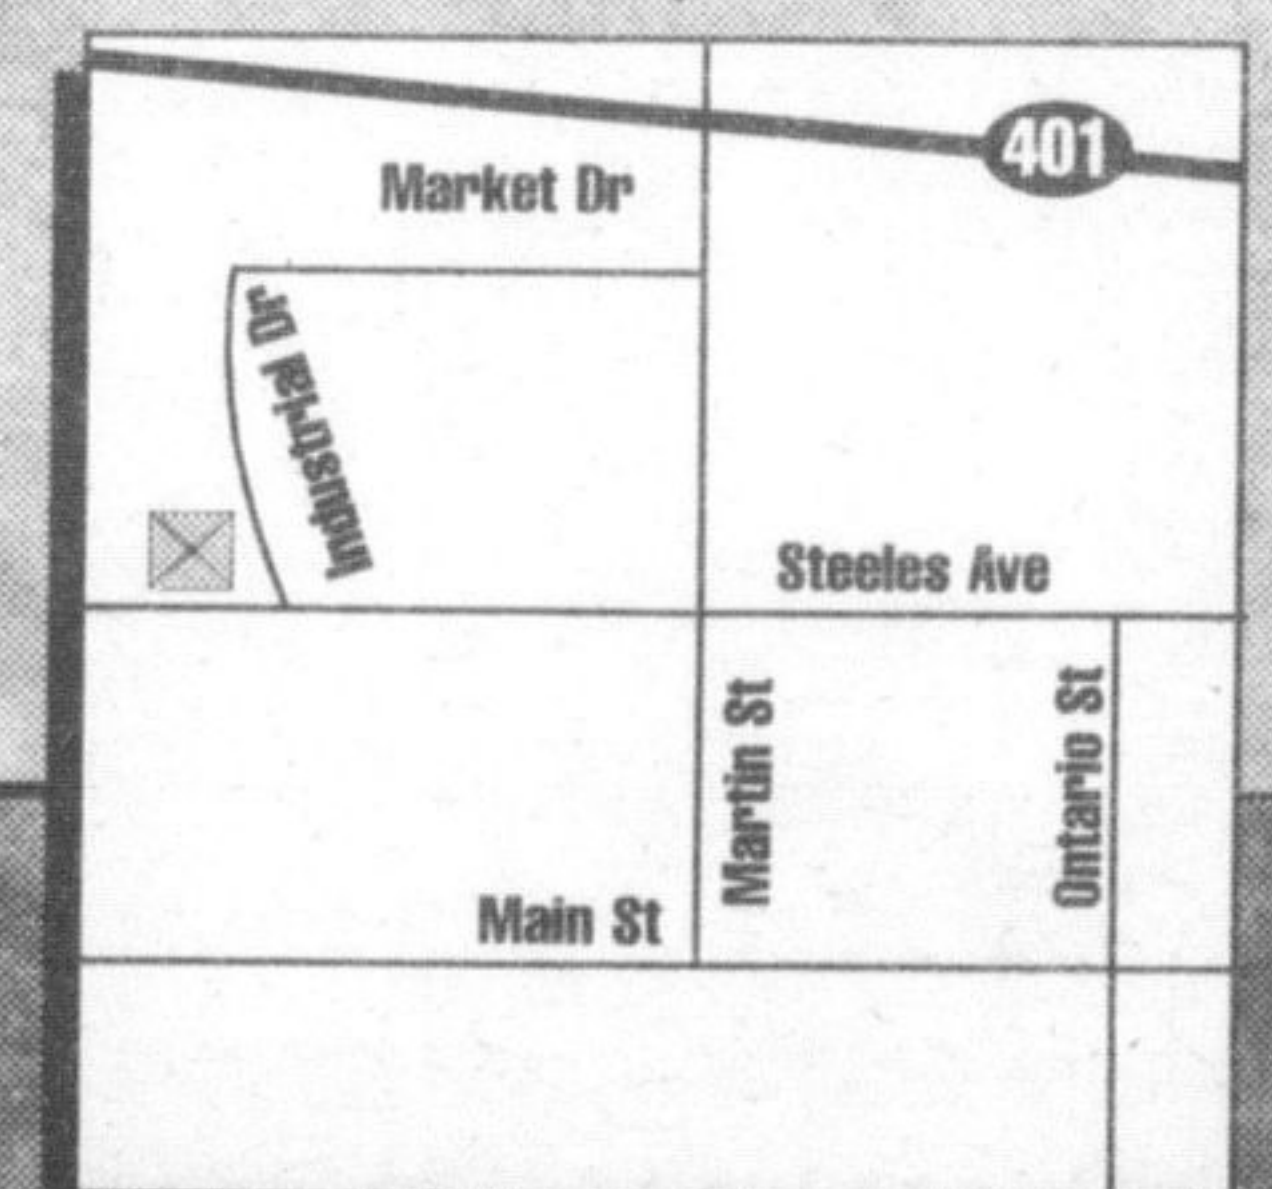 401
Market Dr
Industrial Dr
Steeles Ave
Martin St
Ontario St
Main St